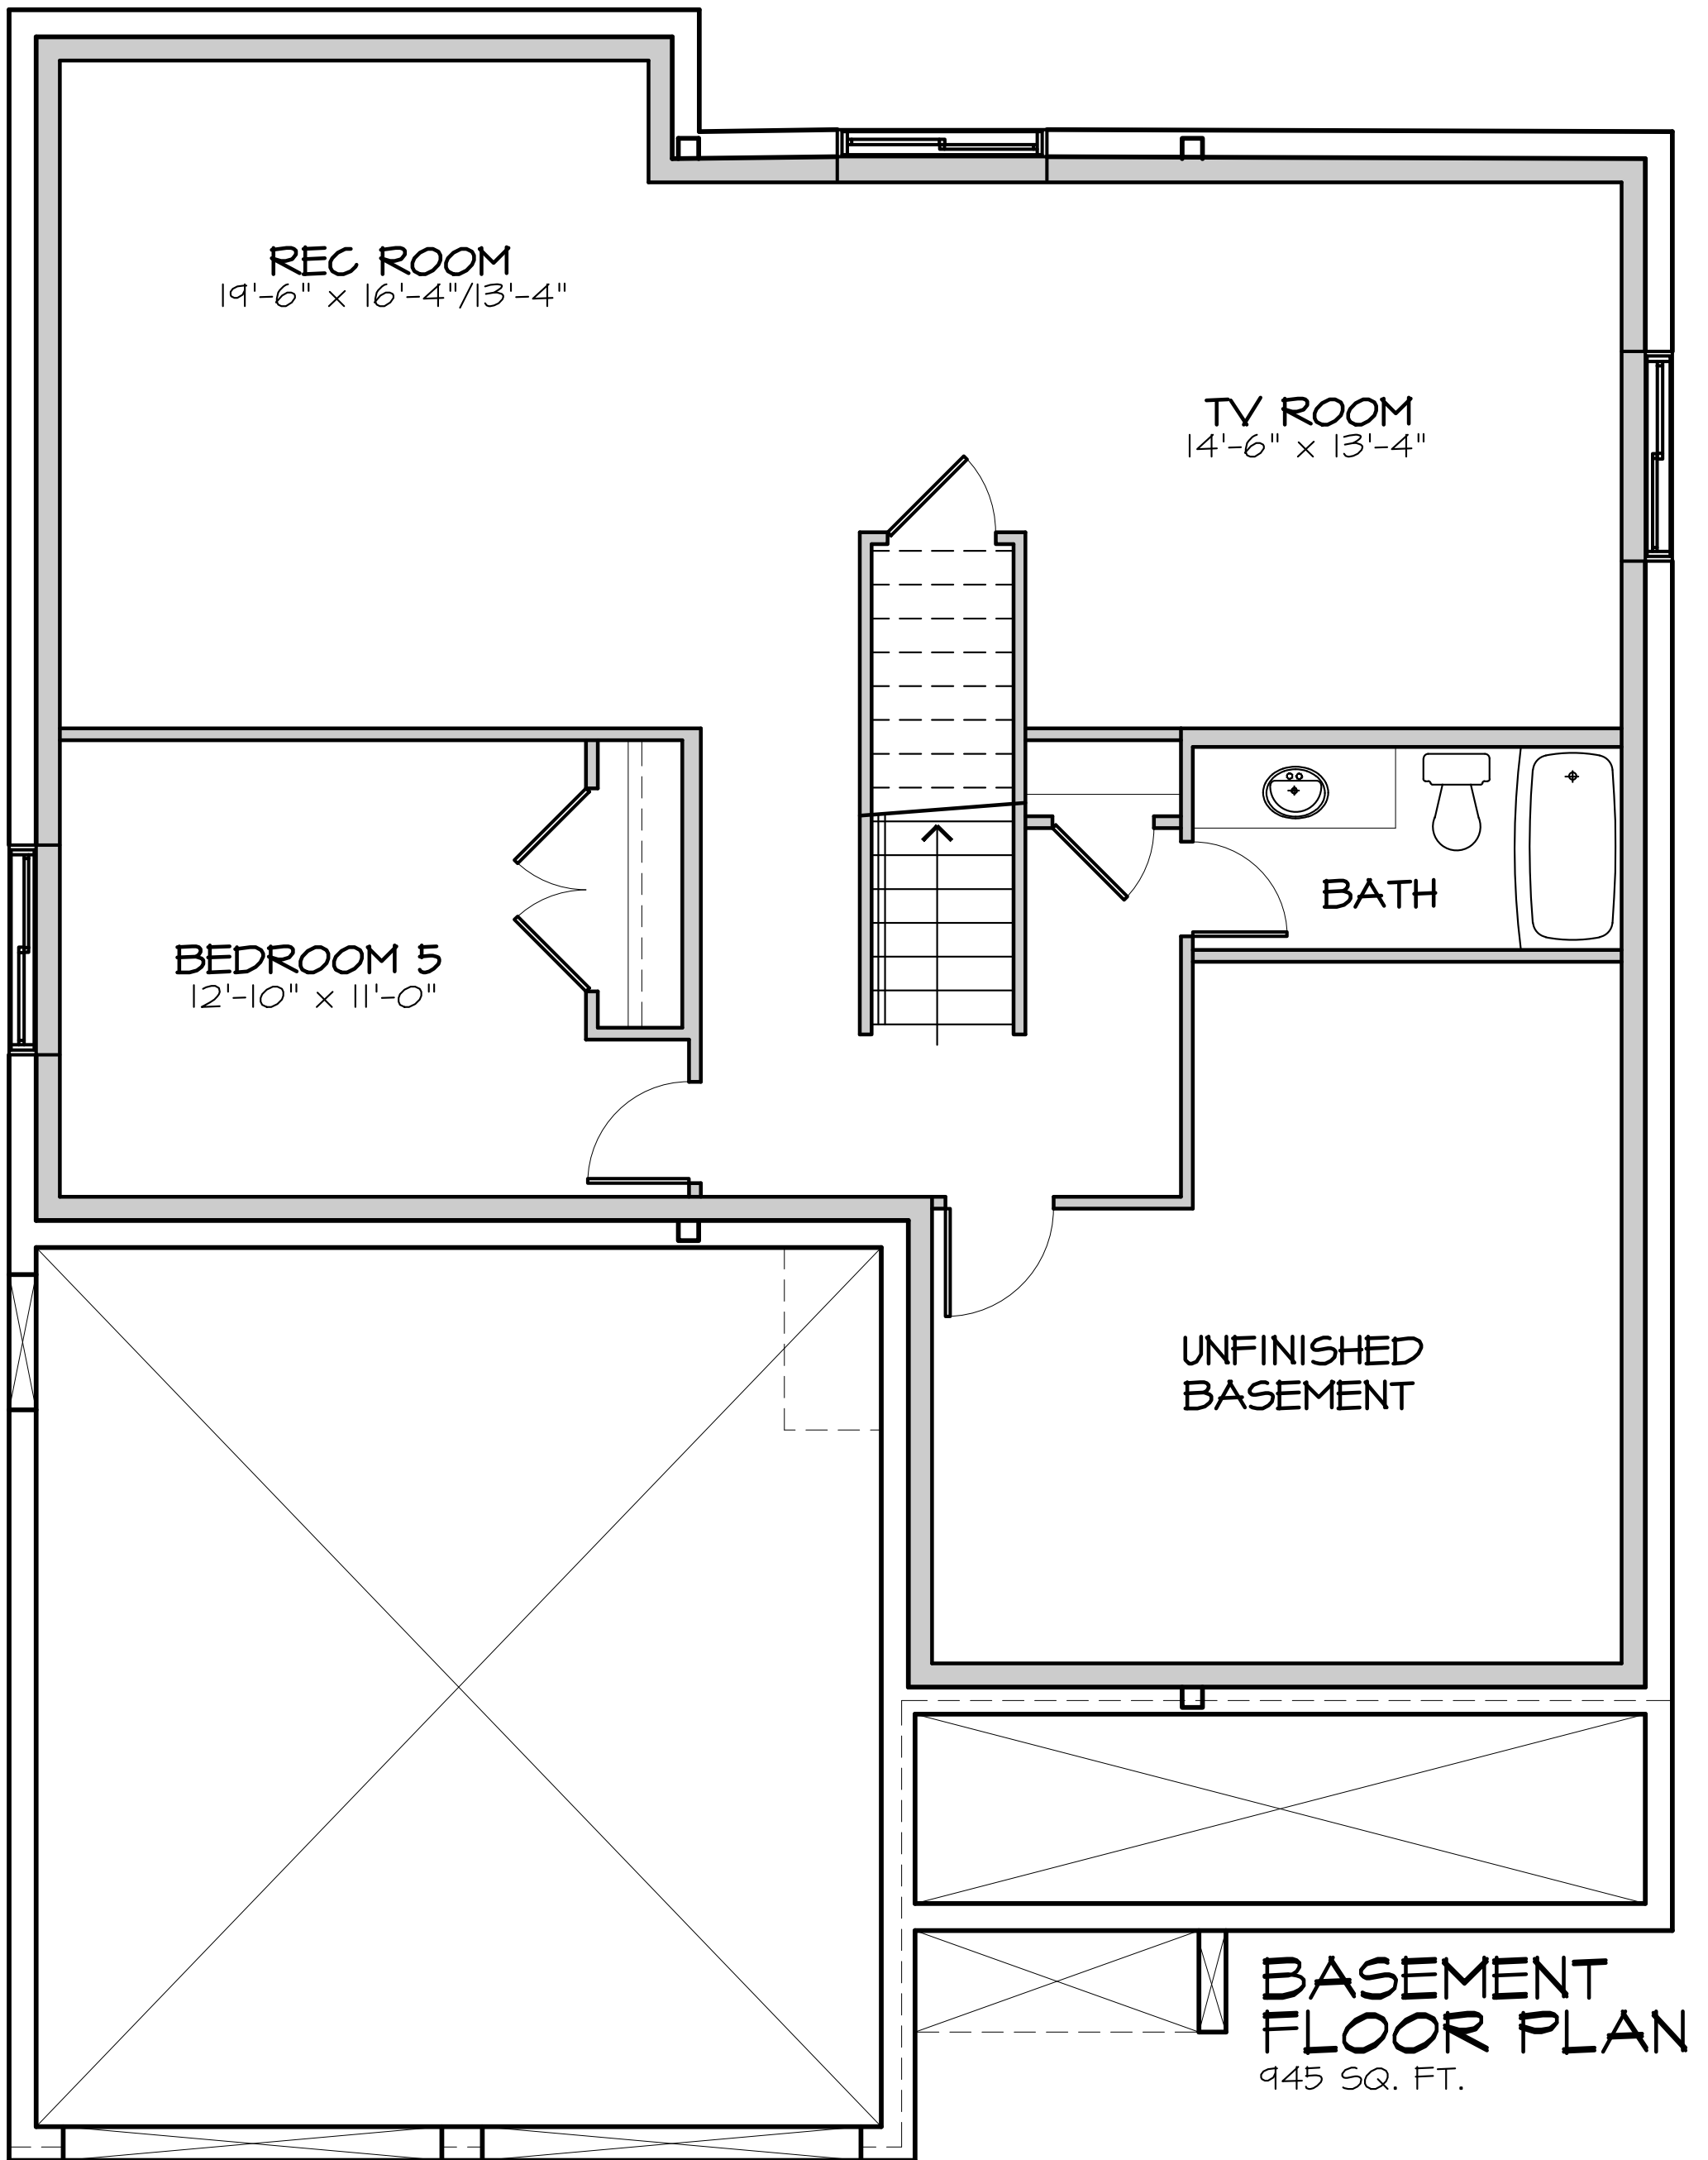 REC ROOM
19'-6" x 16'-4"/13'-4"
TV ROOM
14'-6" x 13'-4"
BEDROOM 5
12'-10" x 11'-0"
BATH
UNFINISHED
BASEMENT
BASEMENT
FLOOR PLAN
945 SQ. FT.